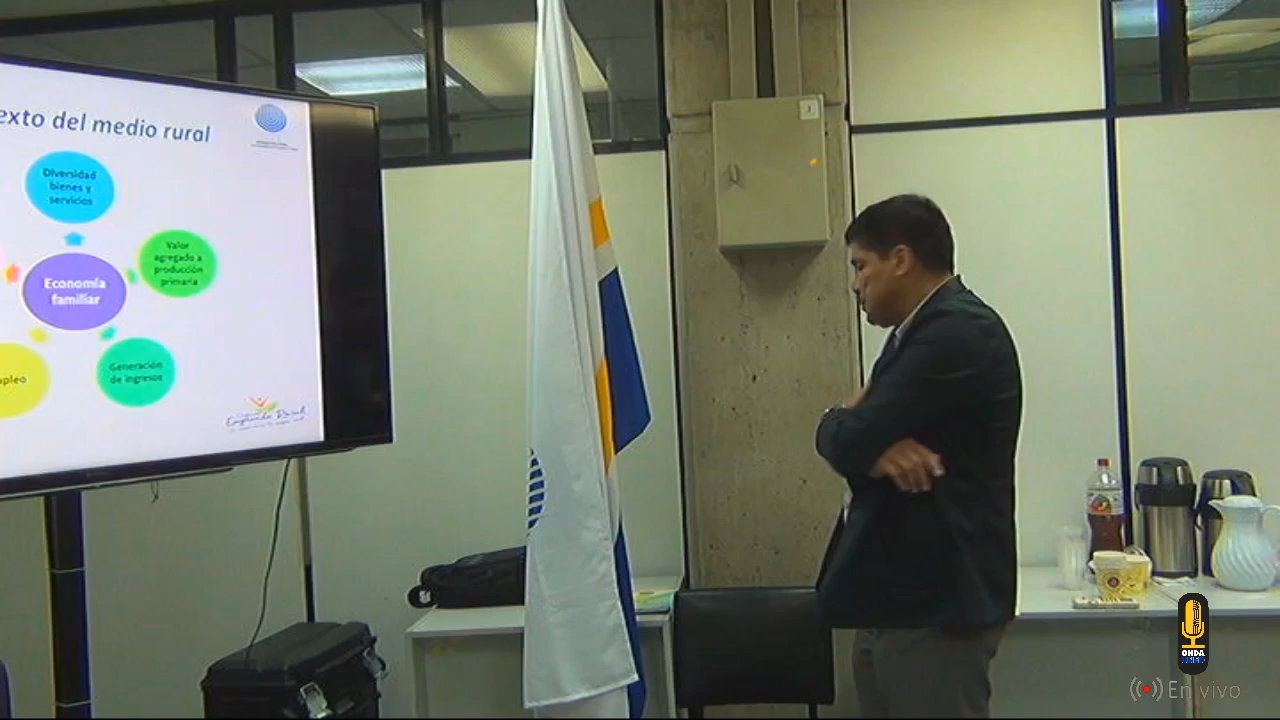 exto del medio rural
Diversidad
bienes y
servicios
Valor
agregado a
producción
primaria
Economía
familiar
pleo
Generación
de ingresos
Emprende Rural
ONDA
UNED
En vivo